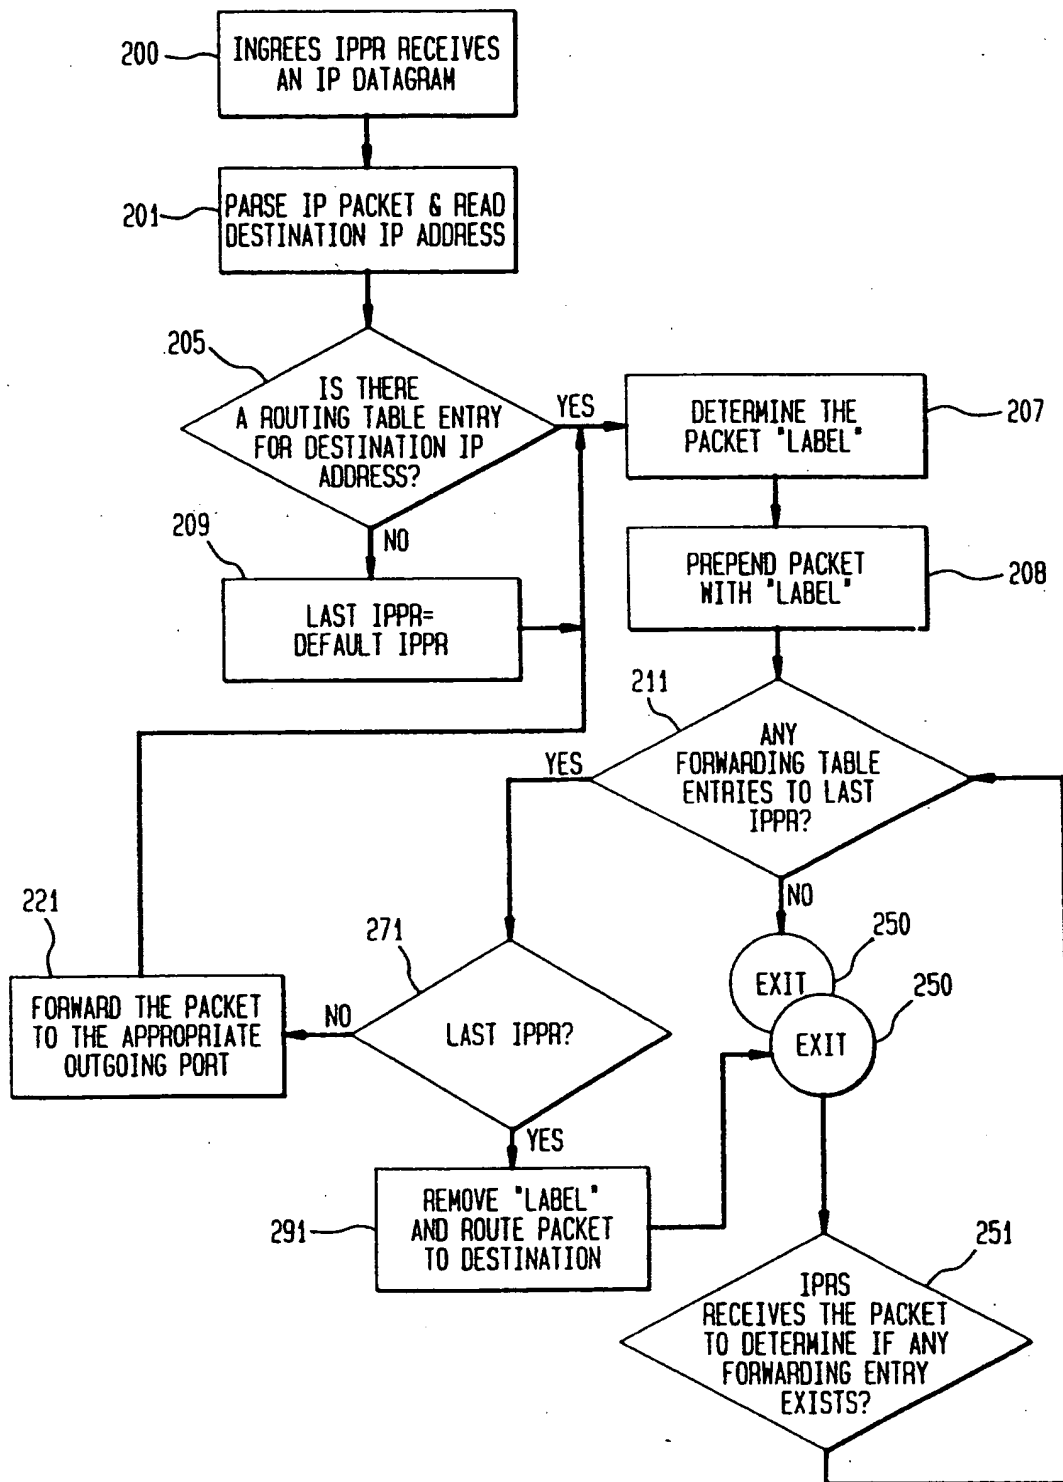 200
INGREES IPPR RECEIVES
AN IP DATAGRAM
201
PARSE IP PACKET & READ
DESTINATION IP ADDRESS
205
IS THERE
A ROUTING TABLE ENTRY
FOR DESTINATION IP
ADDRESS?
YES
DETERMINE THE
PACKET "LABEL"
207
NO
209
LAST IPPR=
DEFAULT IPPR
PREPEND PACKET
WITH "LABEL"
208
211
ANY
FORWARDING TABLE
ENTRIES TO LAST
IPPR?
YES
NO
221
FORWARD THE PACKET
TO THE APPROPRIATE
OUTGOING PORT
NO
271
LAST IPPR?
250
EXIT
250
EXIT
YES
291
REMOVE "LABEL"
AND ROUTE PACKET
TO DESTINATION
251
IPRS
RECEIVES THE PACKET
TO DETERMINE IF ANY
FORWARDING ENTRY
EXISTS?